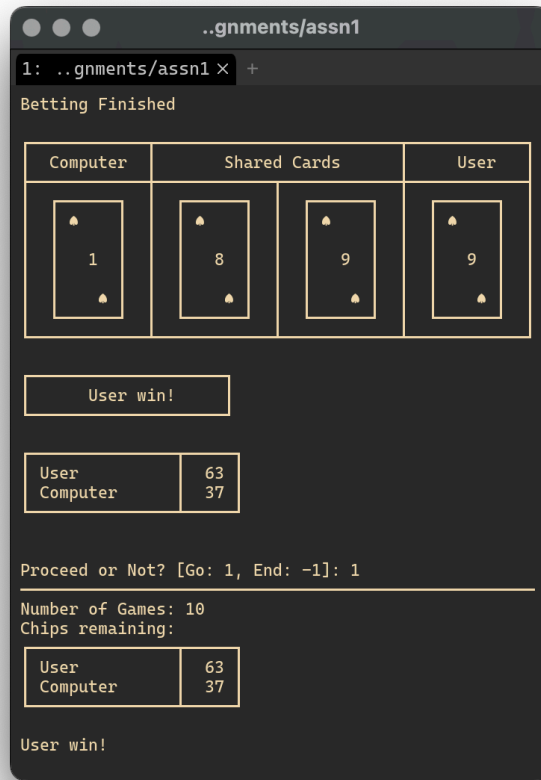 ..gnments/assn1
1: ..gnments/assn1 × +
Betting Finished
Computer Shared Cards User
♠ ♠ ♠ ♠
1 8 9 9
♠ ♠ ♠ ♠
User win!
User 63
Computer 37
Proceed or Not? [Go: 1, End: -1]: 1
Number of Games: 10
Chips remaining:
User 63
Computer 37
User win!